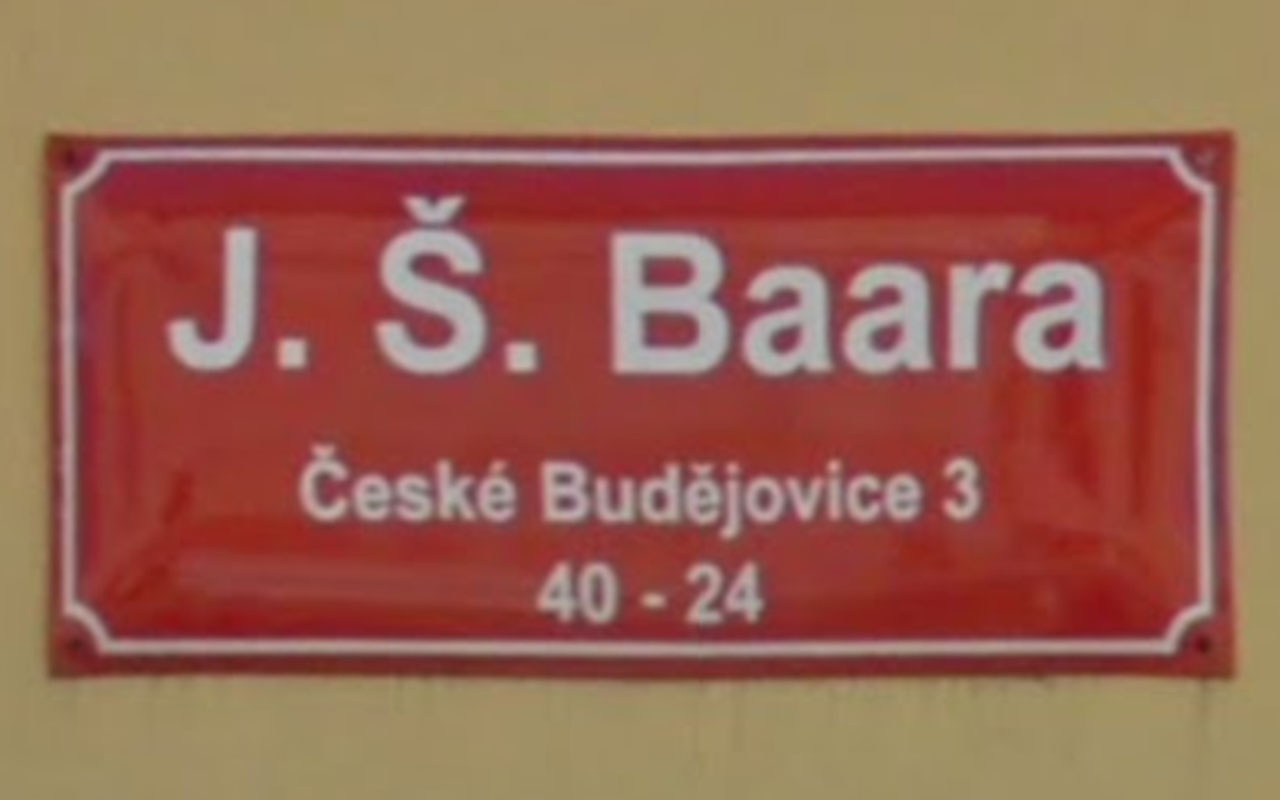 J. Š. Baara
České Budějovice 3
40 - 24